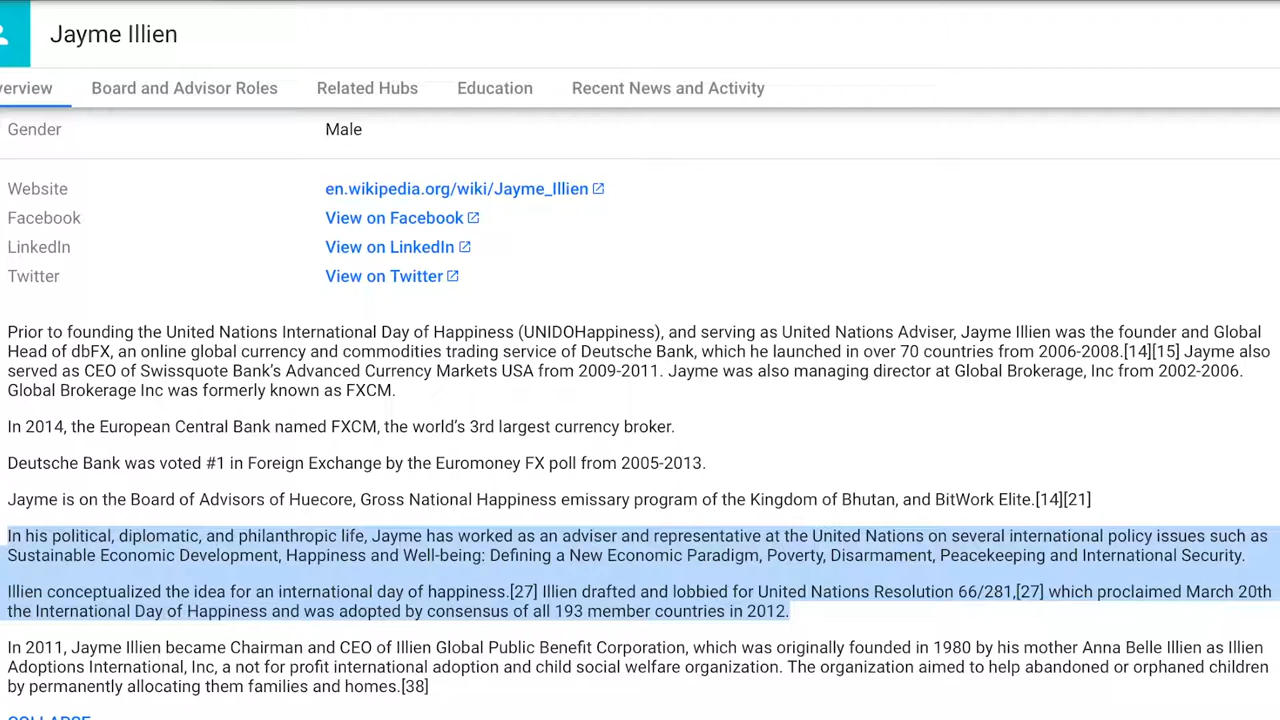 Jayme Illien
verview Board and Advisor Roles Related Hubs Education Recent News and Activity
Gender Male
Website en.wikipedia.org/wiki/Jayme_Illien
Facebook View on Facebook
LinkedIn View on LinkedIn
Twitter View on Twitter
Prior to founding the United Nations International Day of Happiness (UNIDOHappiness), and serving as United Nations Adviser, Jayme Illien was the founder and Global
Head of dbFX, an online global currency and commodities trading service of Deutsche Bank, which he launched in over 70 countries from 2006-2008.[14][15] Jayme also
served as CEO of Swissquote Bank's Advanced Currency Markets USA from 2009-2011. Jayme was also managing director at Global Brokerage, Inc from 2002-2006.
Global Brokerage Inc was formerly known as FXCM.
In 2014, the European Central Bank named FXCM, the world's 3rd largest currency broker.
Deutsche Bank was voted #1 in Foreign Exchange by the Euromoney FX poll from 2005-2013.
Jayme is on the Board of Advisors of Huecore, Gross National Happiness emissary program of the Kingdom of Bhutan, and BitWork Elite.[14][21]
In his political, diplomatic, and philanthropic life, Jayme has worked as an adviser and representative at the United Nations on several international policy issues such as
Sustainable Economic Development, Happiness and Well-being: Defining a New Economic Paradigm, Poverty, Disarmament, Peacekeeping and International Security.
Illien conceptualized the idea for an international day of happiness.[27] Illien drafted and lobbied for United Nations Resolution 66/281,[27] which proclaimed March 20th
the International Day of Happiness and was adopted by consensus of all 193 member countries in 2012.
In 2011, Jayme Illien became Chairman and CEO of Illien Global Public Benefit Corporation, which was originally founded in 1980 by his mother Anna Belle Illien as Illien
Adoptions International, Inc, a not for profit international adoption and child social welfare organization. The organization aimed to help abandoned or orphaned children
by permanently allocating them families and homes.[38]
COLLAPSE